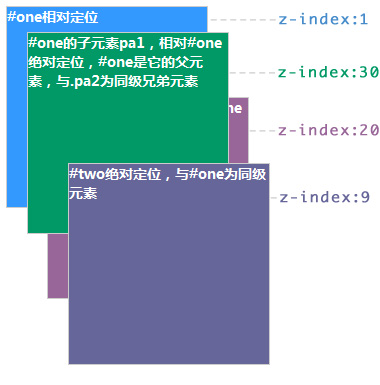 #one相对定位
z-index:1
#one的子元素pa1，相对#one
绝对定位，#one是它的父元
素，与.pa2为同级兄弟元素
z-index:30
ne
z-index:20
#two绝对定位，与#one为同级
元素
z-index:9